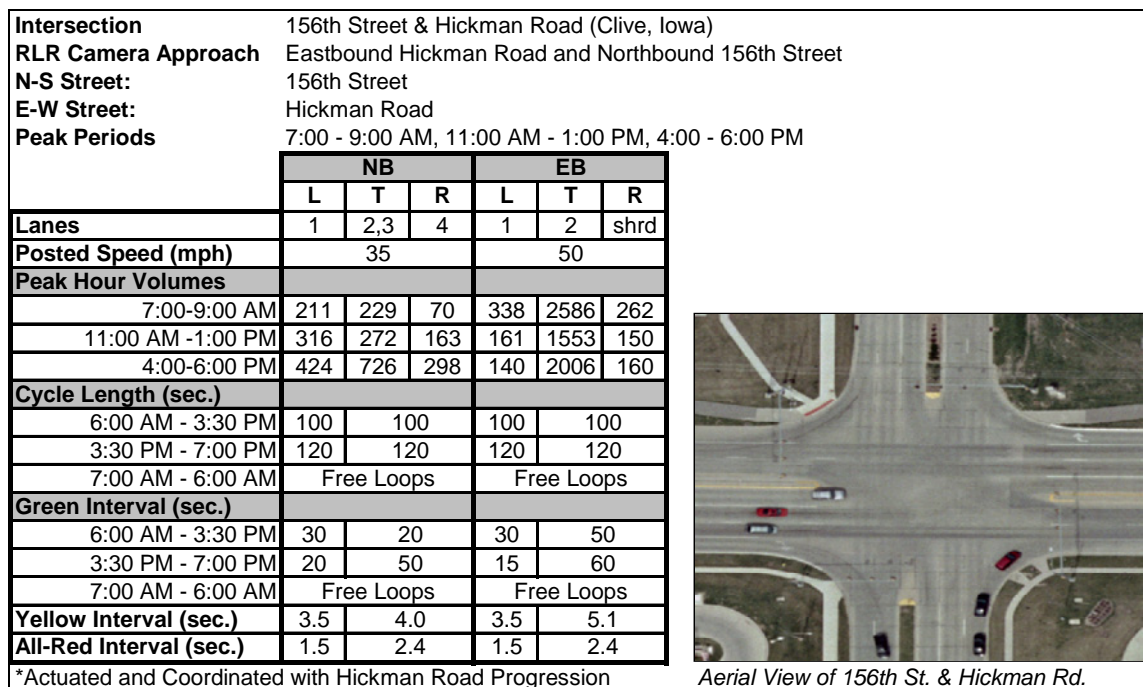 Intersection 156th Street & Hickman Road (Clive, Iowa)
RLR Camera Approach Eastbound Hickman Road and Northbound 156th Street
N-S Street: 156th Street
E-W Street: Hickman Road
Peak Periods 7:00 - 9:00 AM, 11:00 AM - 1:00 PM, 4:00 - 6:00 PM
NB EB
L T R L T R
Lanes 1 2,3 4 1 2 shrd
Posted Speed (mph) 35 50
Peak Hour Volumes
7:00-9:00 AM 211 229 70 338 2586 262
11:00 AM -1:00 PM 316 272 163 161 1553 150
4:00-6:00 PM 424 726 298 140 2006 160
Cycle Length (sec.)
6:00 AM - 3:30 PM 100 100 100 100
3:30 PM - 7:00 PM 120 120 120 120
7:00 AM - 6:00 AM Free Loops Free Loops
Green Interval (sec.)
6:00 AM - 3:30 PM 30 20 30 50
3:30 PM - 7:00 PM 20 50 15 60
7:00 AM - 6:00 AM Free Loops Free Loops
Yellow Interval (sec.) 3.5 4.0 3.5 5.1
All-Red Interval (sec.) 1.5 2.4 1.5 2.4
*Actuated and Coordinated with Hickman Road Progression
Aerial View of 156th St. & Hickman Rd.